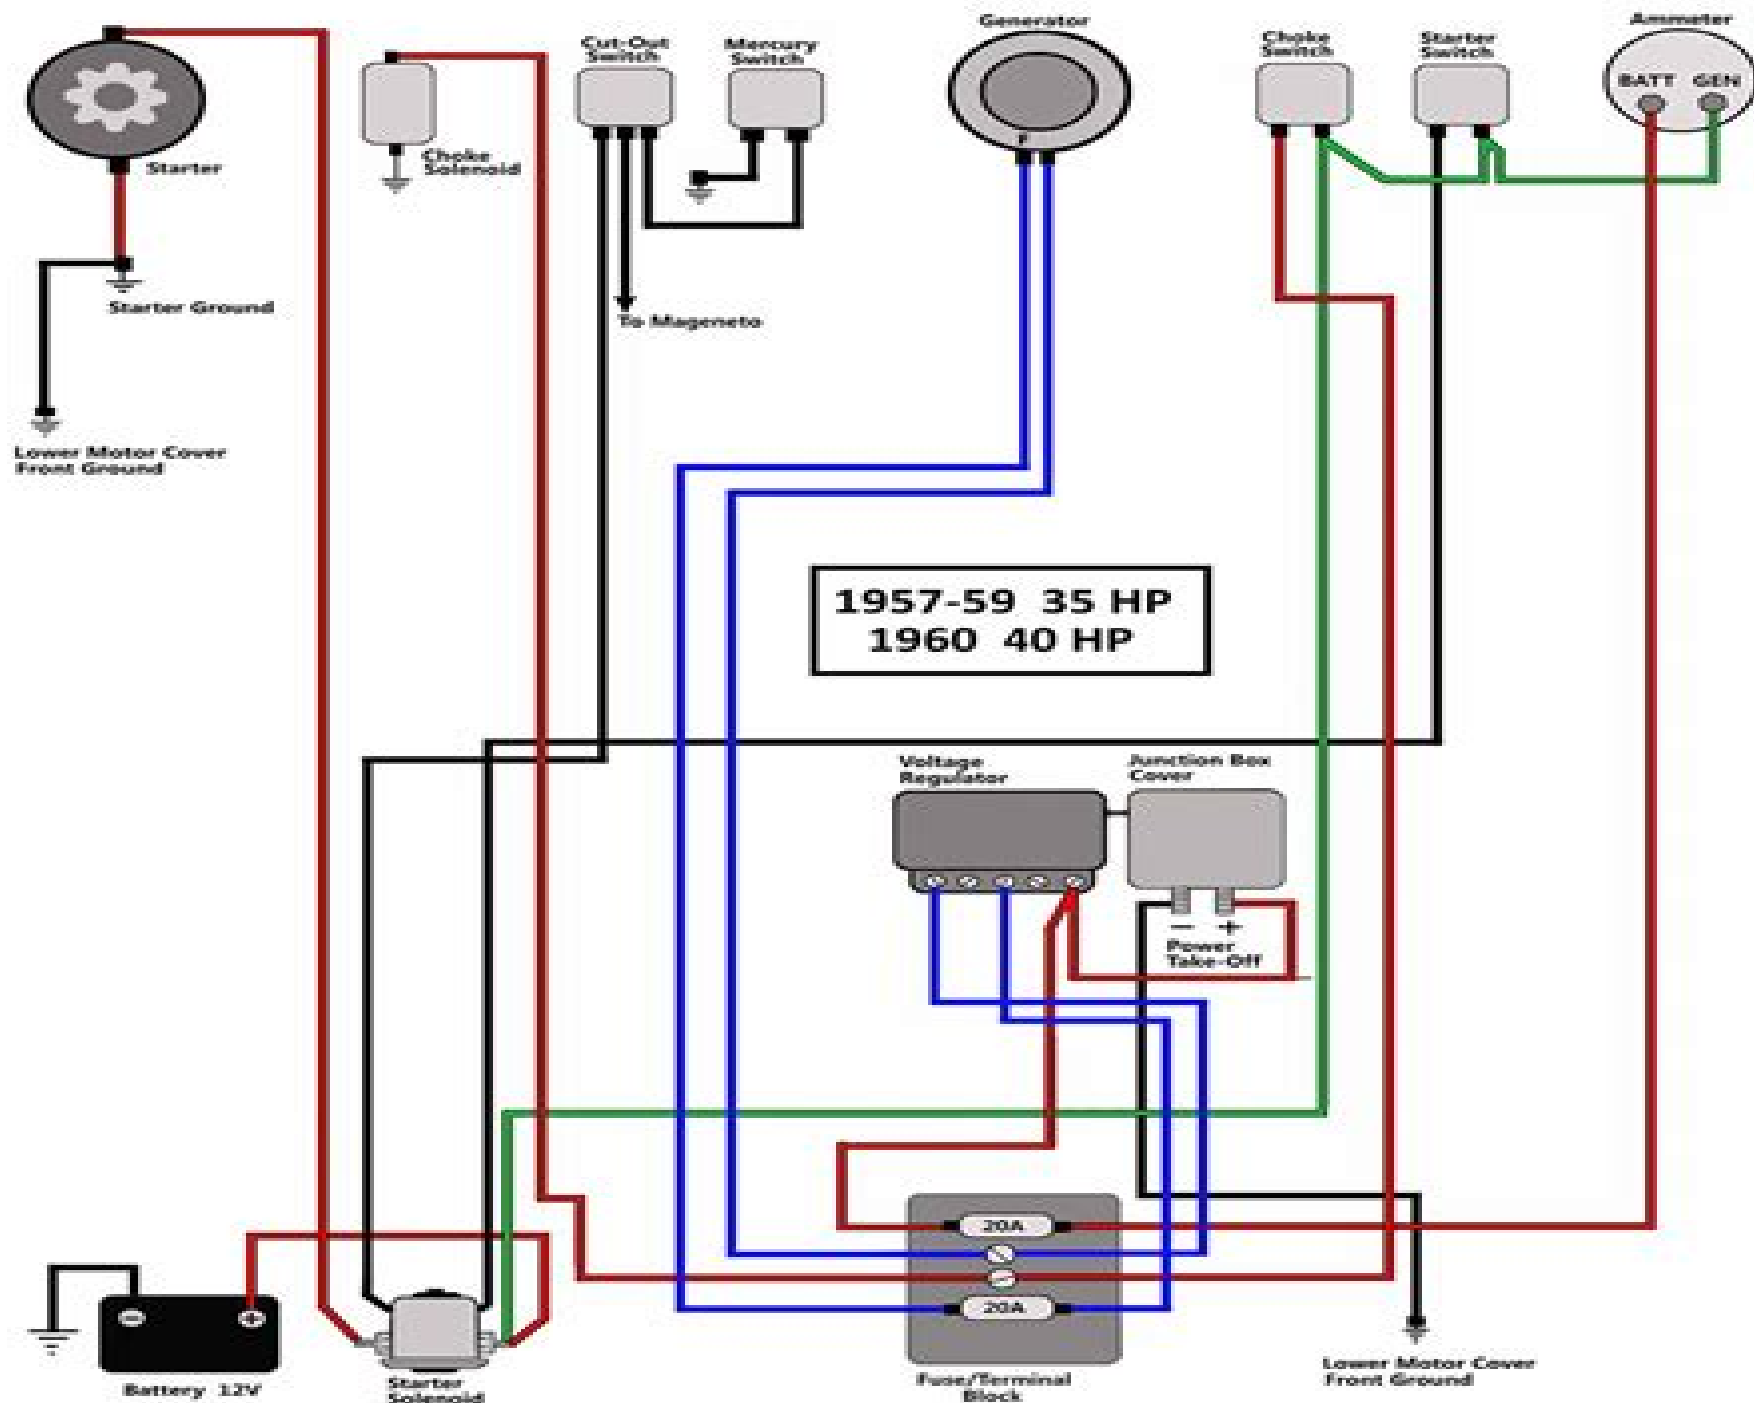 Generator
Ammeter
Cut-Out
Switch
Mercury
Switch
Choke
Switch
Starter
Switch
BATT GEN
F
Starter
Choke
Solenoid
Starter Ground
To Mageneto
Lower Motor Cover
Front Ground
1957-59 35 HP
1960 40 HP
Voltage
Regulator
Junction Box
Cover
− +
Power
Take-Off
20A
20A
− +
Battery 12V
Starter
Solenoid
Fuse/Terminal
Block
Lower Motor Cover
Front Ground